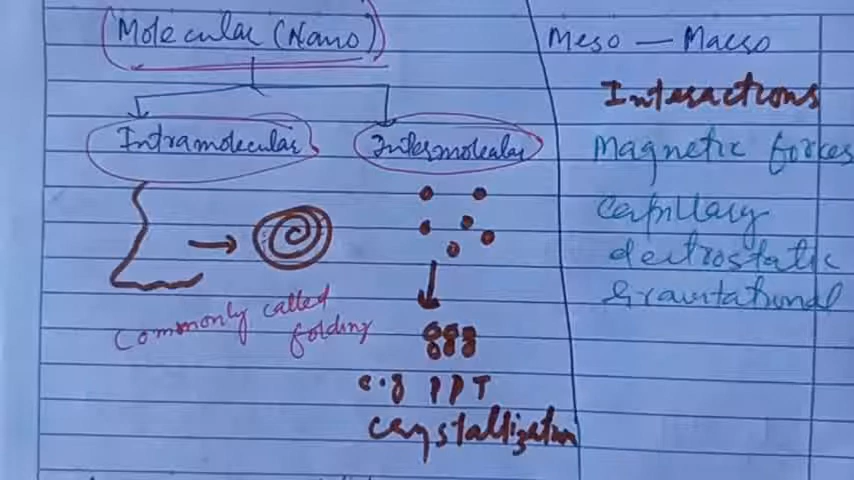 Molecular (Nano)
Intramolecular
Intermolecular
Commonly called
folding
e.g PPT
crystallization
Meso — Macro
Interactions
Magnetic forces
Capillary
electrostatic
Gravitational